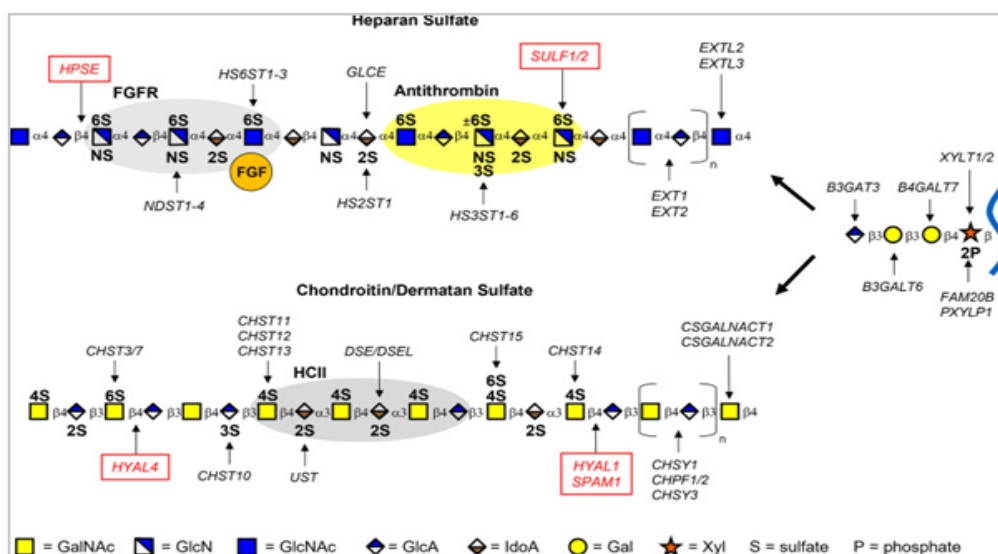 Heparan Sulfate
HPSE
HS6ST1-3
GLCE
SULF1/2
EXTL2
EXTL3
FGFR
Antithrombin
6S 6S 6S 6S ±6S 6S
α4 β4 α4 β4 α4 α4 α4 β4 α4 α4 α4 β4 α4 α4 α4 α4 α4 β4 α4
NS NS 2S NS 2S NS 2S NS n
3S
FGF
NDST1-4
HS2ST1
HS3ST1-6
EXT1
EXT2
XYLT1/2
B3GAT3 B4GALT7
β3 β3 β4 β
2P
B3GALT6
FAM20B
PXYLP1
Chondroitin/Dermatan Sulfate
CHST3/7
CHST11
CHST12
CHST13
DSE/DSEL
CHST15
CHST14
CSGALNACT1
CSGALNACT2
HCII
6S
4S 6S 4S 4S 4S 4S 4S
β4 β3 β4 β3 β4 β3 β4 α3 β4 α3 β4 β3 β4 α3 β4 β3 β4 β3 β4
2S 3S 2S 2S 2S n
HYAL4
CHST10
UST
HYAL1
SPAM1
CHSY1
CHPF1/2
CHSY3
= GalNAc = GlcN = GlcNAc = GlcA = IdoA = Gal = Xyl S = sulfate P = phosphate